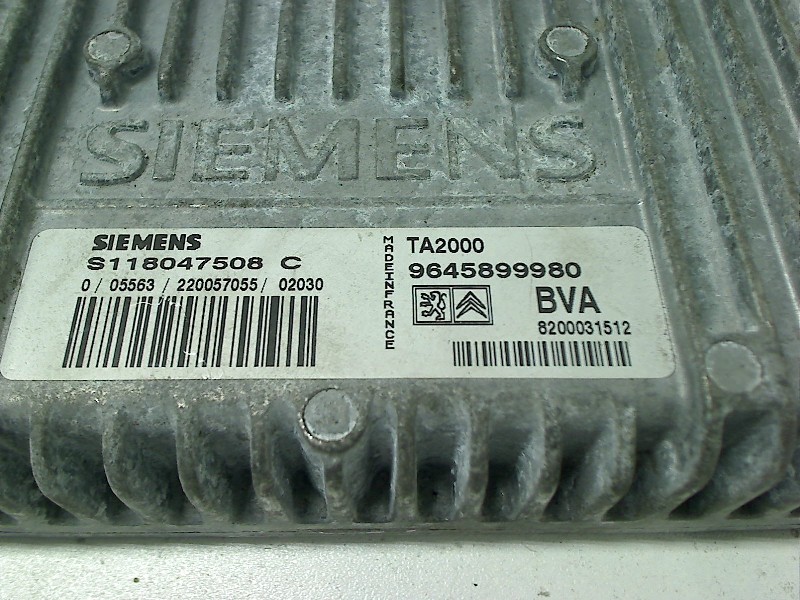 SIEMENS
SIEMENS
S118047508 C
0 / 05563 / 220057055 / 02030
MADEINFRANCE
TA2000
9645899980
BVA
8200031512